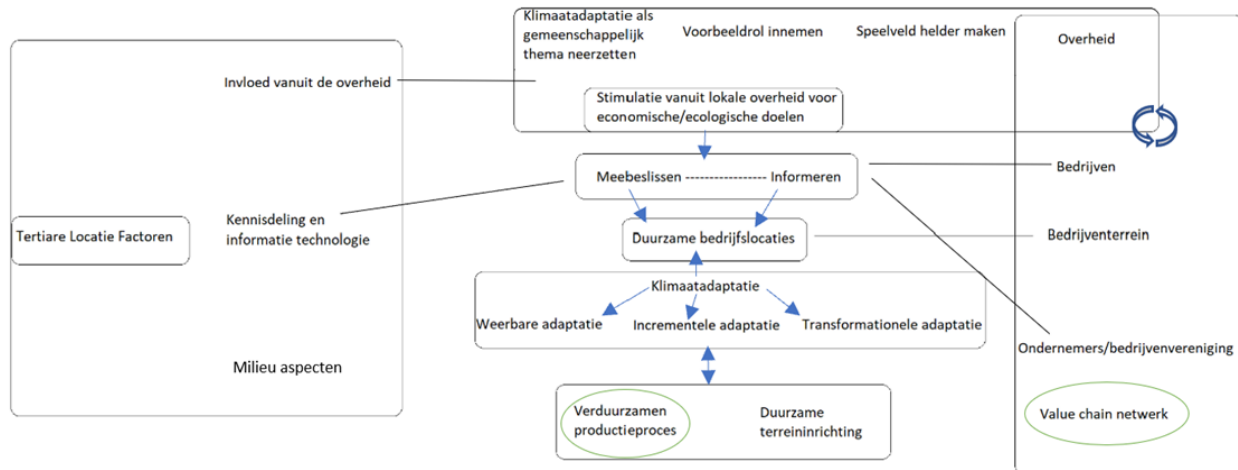 Klimaatadaptatie als
gemeenschappelijk
thema neerzetten
Voorbeeldrol innemen
Speelveld helder maken
Overheid
Invloed vanuit de overheid
Stimulatie vanuit lokale overheid voor
economische/ecologische doelen
Meebeslissen ---------------- Informeren
Bedrijven
Kennisdeling en
informatie technologie
Tertiare Locatie Factoren
Duurzame bedrijfslocaties
Bedrijventerrein
Klimaatadaptatie
Weerbare adaptatie
Incrementele adaptatie
Transformationele adaptatie
Ondernemers/bedrijvenvereniging
Milieu aspecten
Verduurzamen
productieproces
Duurzame
terreininrichting
Value chain netwerk